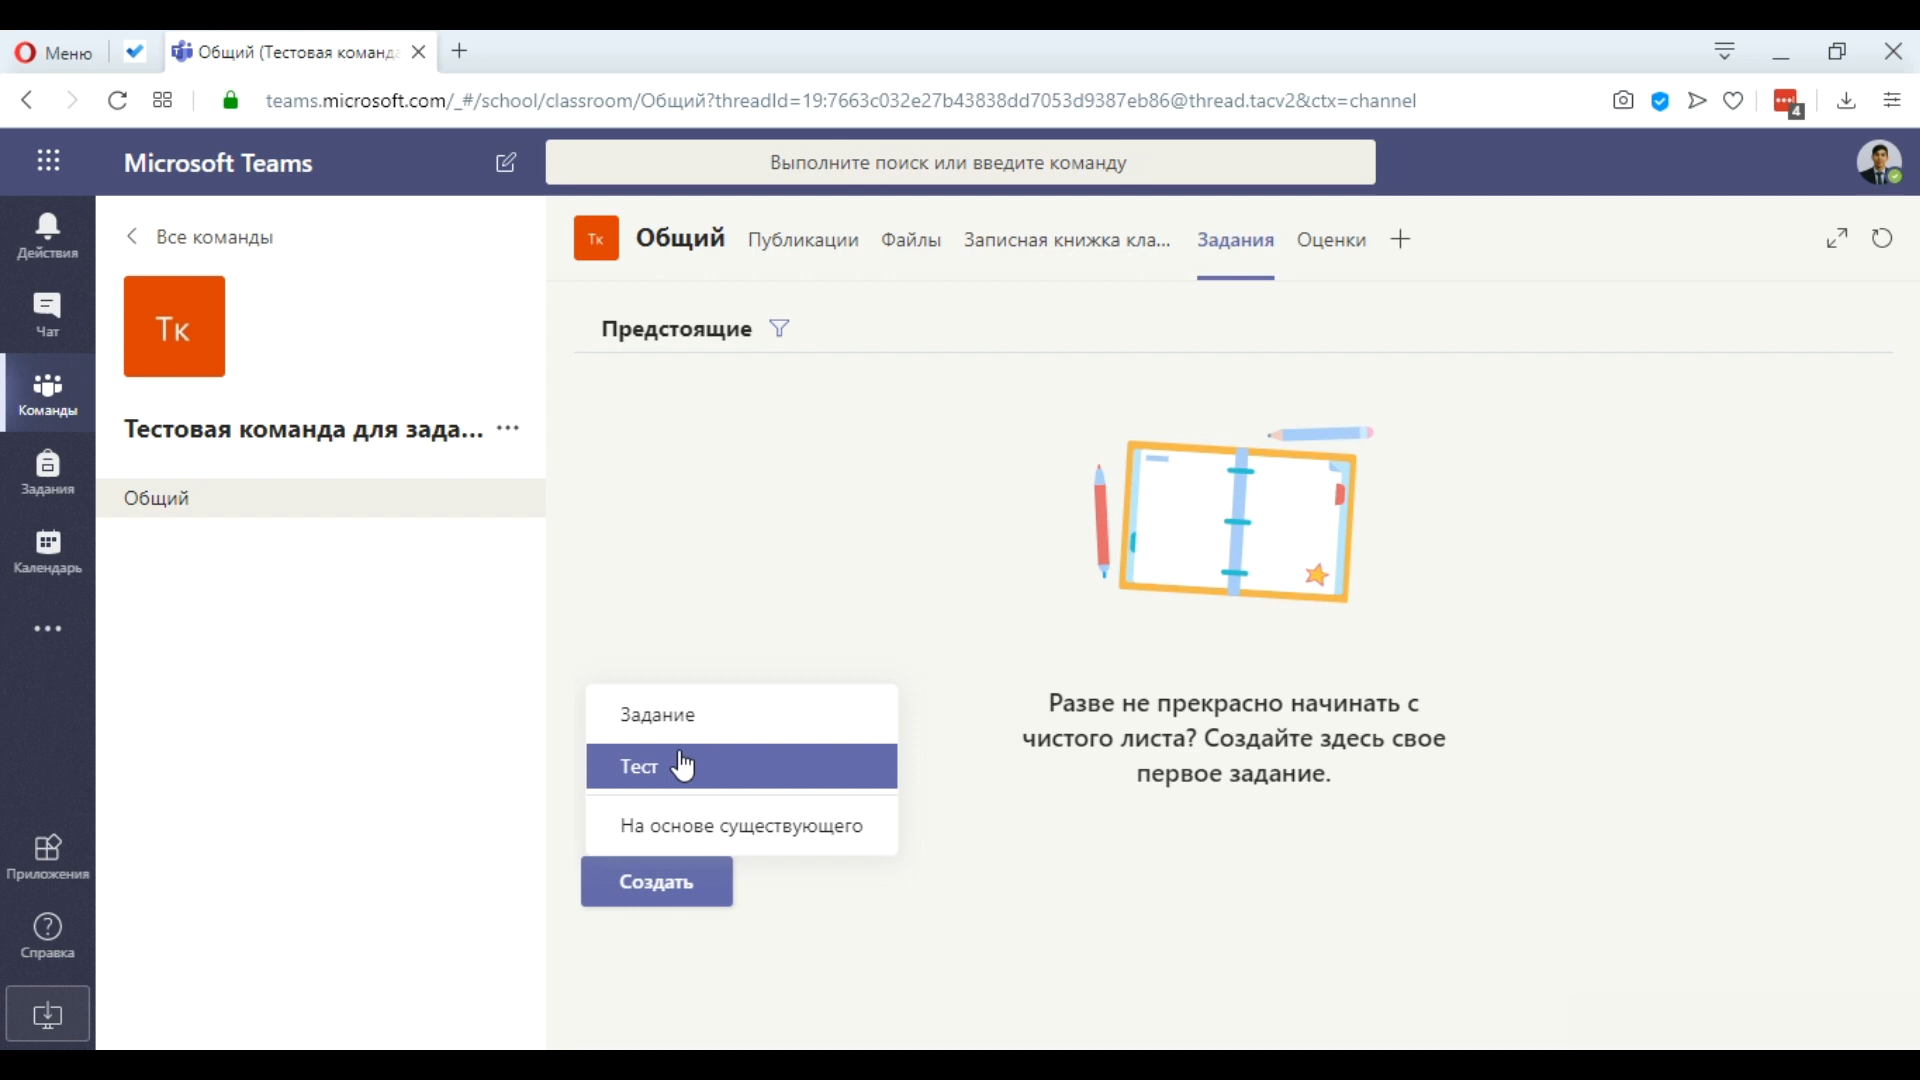 Меню
Общий (Тестовая команда
teams.microsoft.com/_#/school/classroom/Общий?threadId=19:7663c032e27b43838dd7053d9387eb86@thread.tacv2&ctx=channel
4
Microsoft Teams
Выполните поиск или введите команду
Действия
Чат
Команды
Задания
Календарь
Приложения
Справка
Все команды
Тк
Тестовая команда для зада...
Общий
Тк
Общий
Публикации
Файлы
Записная книжка кла...
Задания
Оценки
Предстоящие
Разве не прекрасно начинать с
чистого листа? Создайте здесь свое
первое задание.
Задание
Тест
На основе существующего
Создать